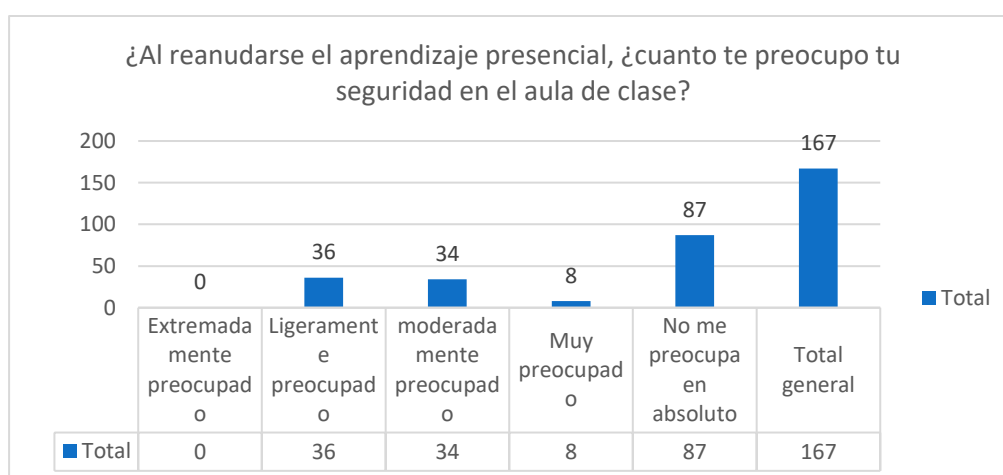 ¿Al reanudarse el aprendizaje presencial, ¿cuanto te preocupo tu
seguridad en el aula de clase?
200
150
100
50
0
0
36
34
8
87
167
Total
Extremada
mente
preocupad
o
Ligerament
e
preocupado
moderada
mente
preocupado
Muy
preocupad
o
No me
preocupa
en
absoluto
Total
general
Total 0 36 34 8 87 167